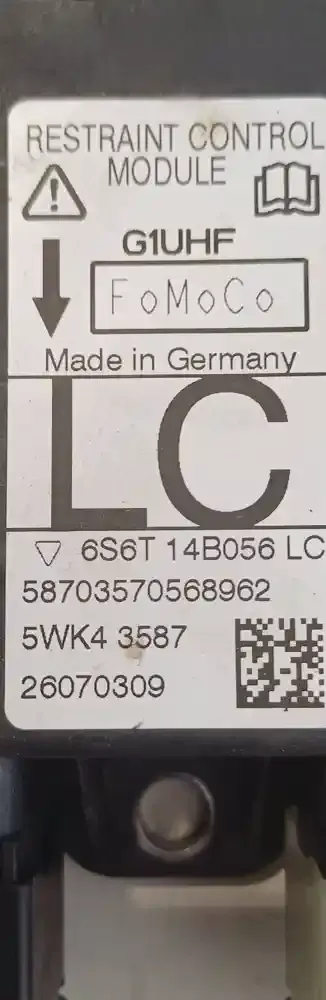 RESTRAINT CONTROL
MODULE
G1UHF
FoMoCo
Made in Germany
LC
6S6T 14B056 LC
58703570568962
5WK4 3587
26070309